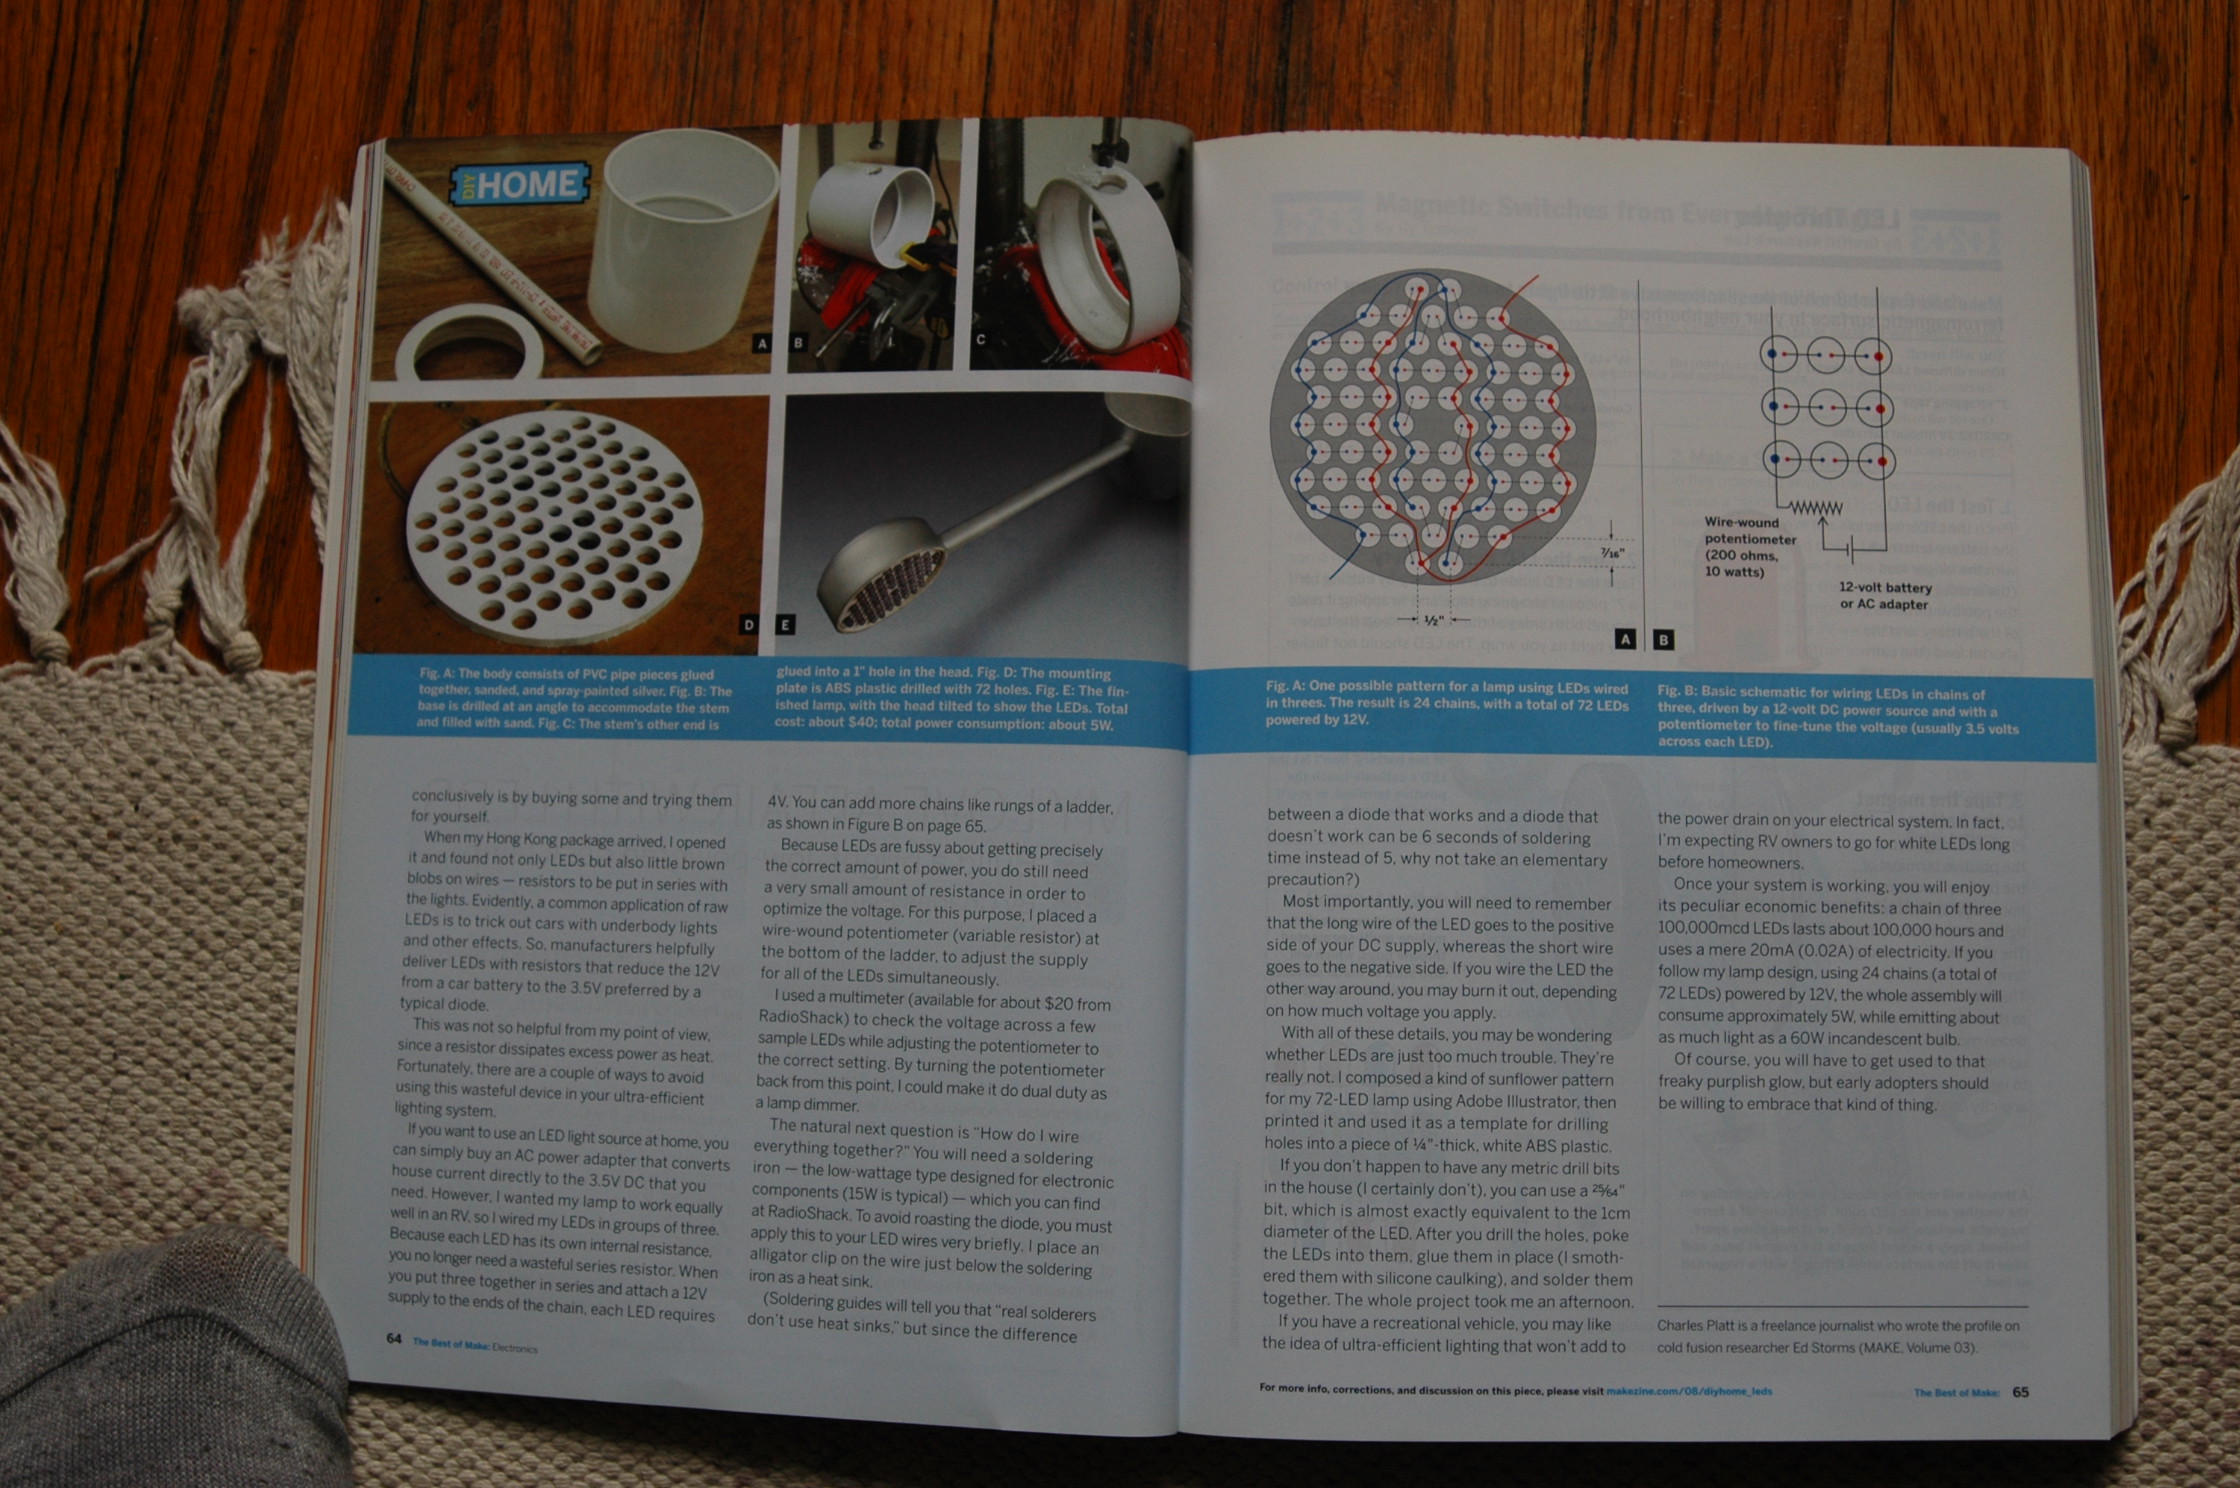 DIY
HOME
A
B
C
D
E
Fig. A: The body consists of PVC pipe pieces glued
together, sanded, and spray-painted silver. Fig. B: The
base is drilled at an angle to accommodate the stem
and filled with sand. Fig. C: The stem's other end is
glued into a 1" hole in the head. Fig. D: The mounting
plate is ABS plastic drilled with 72 holes. Fig. E: The fin-
ished lamp, with the head tilted to show the LEDs. Total
cost: about $40; total power consumption: about 5W.
conclusively is by buying some and trying them
for yourself.
When my Hong Kong package arrived, I opened
it and found not only LEDs but also little brown
blobs on wires — resistors to be put in series with
the lights. Evidently, a common application of raw
LEDs is to trick out cars with underbody lights
and other effects. So, manufacturers helpfully
deliver LEDs with resistors that reduce the 12V
from a car battery to the 3.5V preferred by a
typical diode.
This was not so helpful from my point of view,
since a resistor dissipates excess power as heat.
Fortunately, there are a couple of ways to avoid
using this wasteful device in your ultra-efficient
lighting system.
If you want to use an LED light source at home, you
can simply buy an AC power adapter that converts
house current directly to the 3.5V DC that you
need. However, I wanted my lamp to work equally
well in an RV, so I wired my LEDs in groups of three.
Because each LED has its own internal resistance,
you no longer need a wasteful series resistor. When
you put three together in series and attach a 12V
supply to the ends of the chain, each LED requires
4V. You can add more chains like rungs of a ladder,
as shown in Figure B on page 65.
Because LEDs are fussy about getting precisely
the correct amount of power, you do still need
a very small amount of resistance in order to
optimize the voltage. For this purpose, I placed a
wire-wound potentiometer (variable resistor) at
the bottom of the ladder, to adjust the supply
for all of the LEDs simultaneously.
I used a multimeter (available for about $20 from
RadioShack) to check the voltage across a few
sample LEDs while adjusting the potentiometer to
the correct setting. By turning the potentiometer
back from this point, I could make it do dual duty as
a lamp dimmer.
The natural next question is "How do I wire
everything together?" You will need a soldering
iron — the low-wattage type designed for electronic
components (15W is typical) — which you can find
at RadioShack. To avoid roasting the diode, you must
apply this to your LED wires very briefly. I place an
alligator clip on the wire just below the soldering
iron as a heat sink.
(Soldering guides will tell you that "real solderers
don't use heat sinks," but since the difference
64 The Best of Make: Electronics
7/16"
1/2"
A
B
Wire-wound
potentiometer
(200 ohms,
10 watts)
12-volt battery
or AC adapter
Fig. A: One possible pattern for a lamp using LEDs wired
in threes. The result is 24 chains, with a total of 72 LEDs
powered by 12V.
Fig. B: Basic schematic for wiring LEDs in chains of
three, driven by a 12-volt DC power source and with a
potentiometer to fine-tune the voltage (usually 3.5 volts
across each LED).
between a diode that works and a diode that
doesn't work can be 6 seconds of soldering
time instead of 5, why not take an elementary
precaution?)
Most importantly, you will need to remember
that the long wire of the LED goes to the positive
side of your DC supply, whereas the short wire
goes to the negative side. If you wire the LED the
other way around, you may burn it out, depending
on how much voltage you apply.
With all of these details, you may be wondering
whether LEDs are just too much trouble. They're
really not. I composed a kind of sunflower pattern
for my 72-LED lamp using Adobe Illustrator, then
printed it and used it as a template for drilling
holes into a piece of ¼"-thick, white ABS plastic.
If you don't happen to have any metric drill bits
in the house (I certainly don't), you can use a 25/64"
bit, which is almost exactly equivalent to the 1cm
diameter of the LED. After you drill the holes, poke
the LEDs into them, glue them in place (I smoth-
ered them with silicone caulking), and solder them
together. The whole project took me an afternoon.
If you have a recreational vehicle, you may like
the idea of ultra-efficient lighting that won't add to
the power drain on your electrical system. In fact,
I'm expecting RV owners to go for white LEDs long
before homeowners.
Once your system is working, you will enjoy
its peculiar economic benefits: a chain of three
100,000mcd LEDs lasts about 100,000 hours and
uses a mere 20mA (0.02A) of electricity. If you
follow my lamp design, using 24 chains (a total of
72 LEDs) powered by 12V, the whole assembly will
consume approximately 5W, while emitting about
as much light as a 60W incandescent bulb.
Of course, you will have to get used to that
freaky purplish glow, but early adopters should
be willing to embrace that kind of thing.
Charles Platt is a freelance journalist who wrote the profile on
cold fusion researcher Ed Storms (MAKE, Volume 03).
For more info, corrections, and discussion on this piece, please visit makezine.com/08/diyhome_leds
The Best of Make: 65